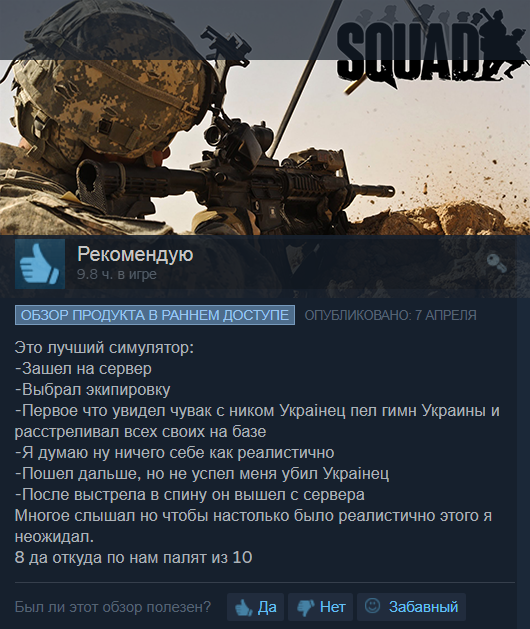 SQUAD
Рекомендую
9.8 ч. в игре
ОБЗОР ПРОДУКТА В РАННЕМ ДОСТУПЕ ОПУБЛИКОВАНО: 7 АПРЕЛЯ
Это лучший симулятор:
-Зашел на сервер
-Выбрал экипировку
-Первое что увидел чувак с ником Украiнец пел гимн Украины и
расстреливал всех своих на базе
-Я думаю ну ничего себе как реалистично
-Пошел дальше, но не успел меня убил Украiнец
-После выстрела в спину он вышел с сервера
Многое слышал но чтобы настолько было реалистично этого я
неожидал.
8 да откуда по нам палят из 10
Был ли этот обзор полезен? Да Нет Забавный